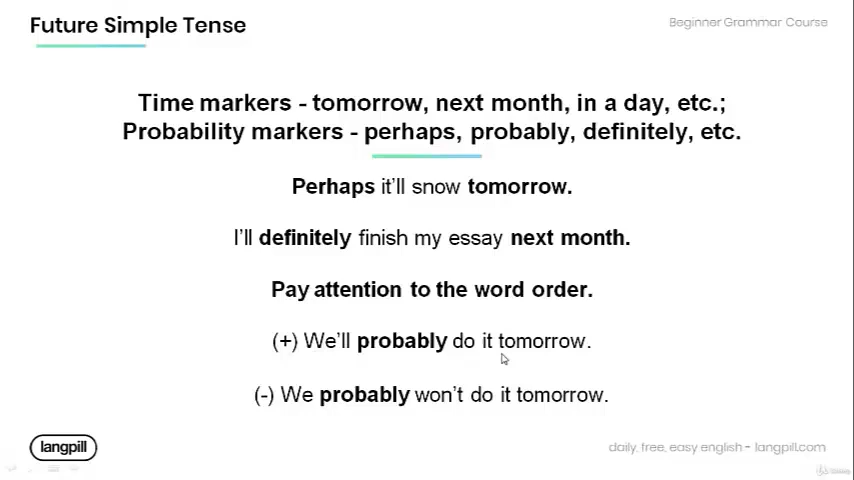 Future Simple Tense
Beginner Grammar Course
Time markers - tomorrow, next month, in a day, etc.;
Probability markers - perhaps, probably, definitely, etc.
Perhaps it'll snow tomorrow.
I'll definitely finish my essay next month.
Pay attention to the word order.
(+) We'll probably do it tomorrow.
(-) We probably won't do it tomorrow.
langpill
daily, free, easy english - langpill.com